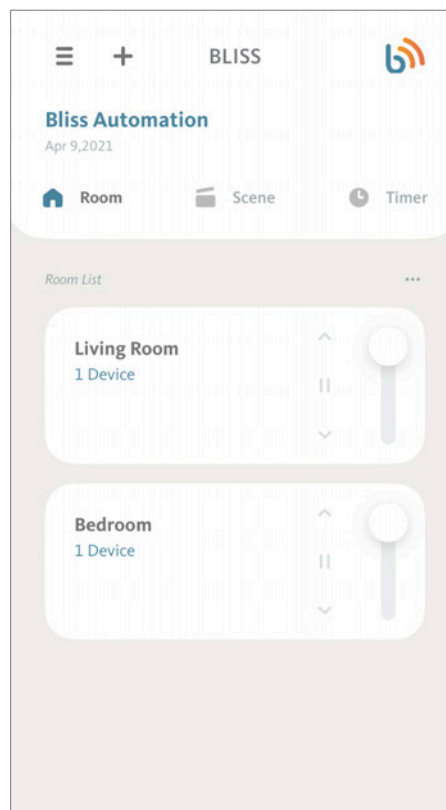 BLISS
Bliss Automation
Apr 9,2021
Room Scene Timer
Room List
Living Room
1 Device
Bedroom
1 Device